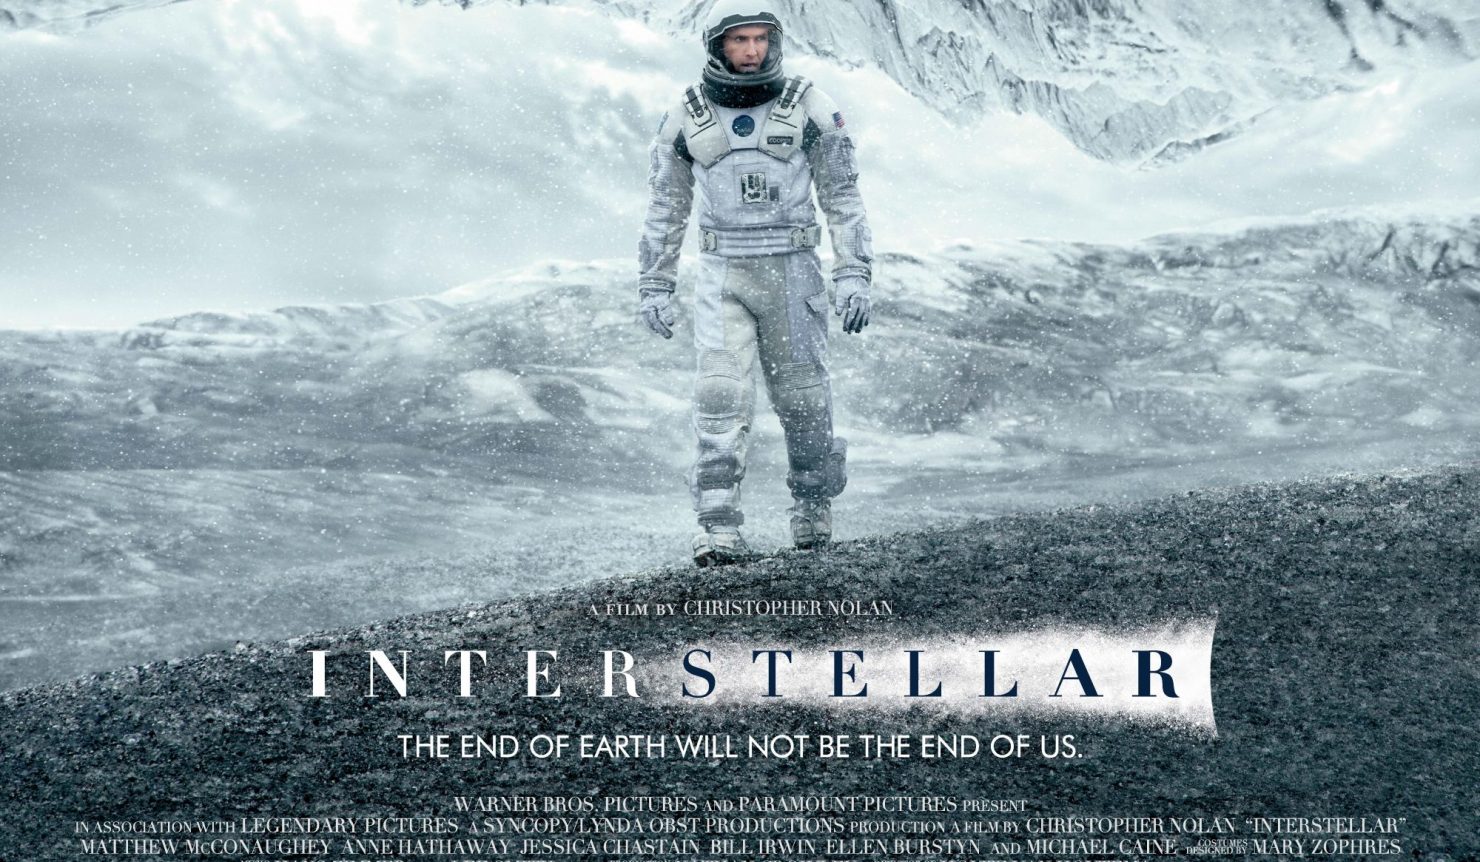 COOPER
A FILM BY CHRISTOPHER NOLAN
INTERSTELLAR
THE END OF EARTH WILL NOT BE THE END OF US.
WARNER BROS. PICTURES AND PARAMOUNT PICTURES PRESENT
IN ASSOCIATION WITH LEGENDARY PICTURES A SYNCOPY/LYNDA OBST PRODUCTIONS PRODUCTION A FILM BY CHRISTOPHER NOLAN "INTERSTELLAR"
MATTHEW McCONAUGHEY ANNE HATHAWAY JESSICA CHASTAIN BILL IRWIN ELLEN BURSTYN AND MICHAEL CAINE COSTUMES DESIGNED BY MARY ZOPHRES